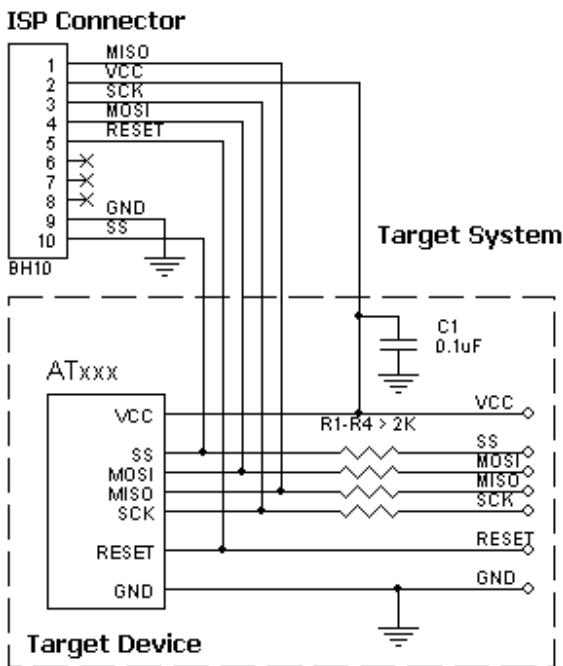 ISP Connector
1 MISO
2 VCC
3 SCK
4 MOSI
5 RESET
6
7
8
9 GND
10 SS
BH10
Target System
C1
0.1uF
ATxxx
VCC VCC
R1-R4 > 2K
SS SS
MOSI MOSI
MISO MISO
SCK SCK
RESET RESET
GND GND
Target Device